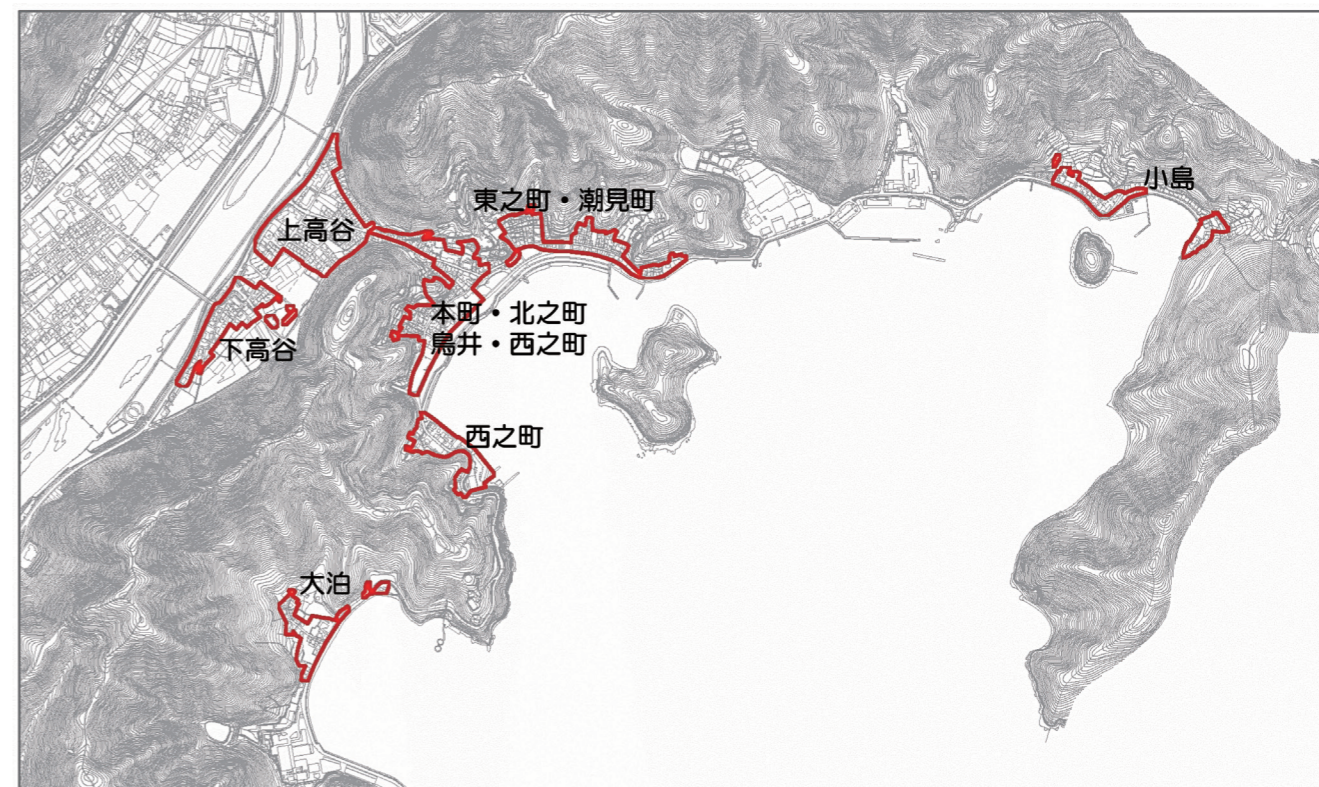 小島
東之町・潮見町
上高谷
本町・北之町
鳥井・西之町
下高谷
西之町
大泊